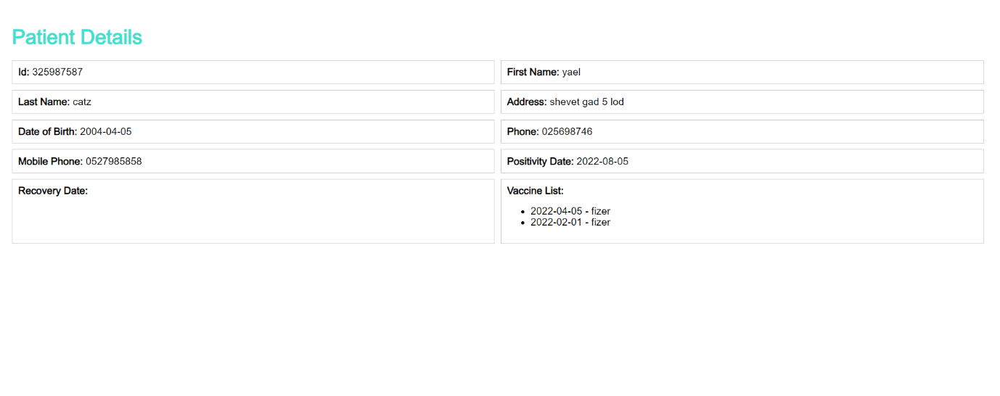 Patient Details
Id: 325987587
First Name: yael
Last Name: catz
Address: shevet gad 5 lod
Date of Birth: 2004-04-05
Phone: 025698746
Mobile Phone: 0527985858
Positivity Date: 2022-08-05
Recovery Date:
Vaccine List:
• 2022-04-05 - fizer
• 2022-02-01 - fizer